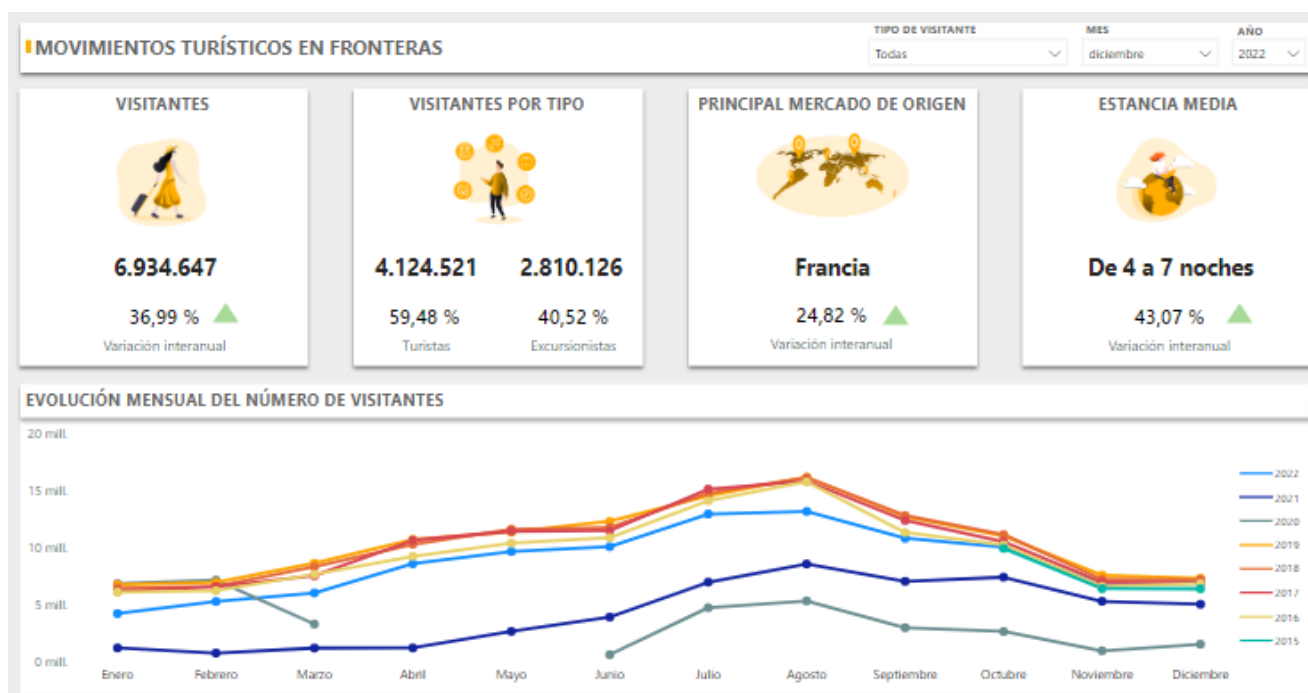 MOVIMIENTOS TURÍSTICOS EN FRONTERAS
TIPO DE VISITANTE
Todas
MES
diciembre
AÑO
2022
VISITANTES
6.934.647
36,99 %
Variación interanual
VISITANTES POR TIPO
4.124.521 2.810.126
59,48 % 40,52 %
Turistas Excursionistas
PRINCIPAL MERCADO DE ORIGEN
Francia
24,82 %
Variación interanual
ESTANCIA MEDIA
De 4 a 7 noches
43,07 %
Variación interanual
EVOLUCIÓN MENSUAL DEL NÚMERO DE VISITANTES
20 mill.
15 mill.
10 mill.
5 mill.
0 mill.
Enero Febrero Marzo Abril Mayo Junio Julio Agosto Septiembre Octubre Noviembre Diciembre
2022
2021
2020
2019
2018
2017
2016
2015